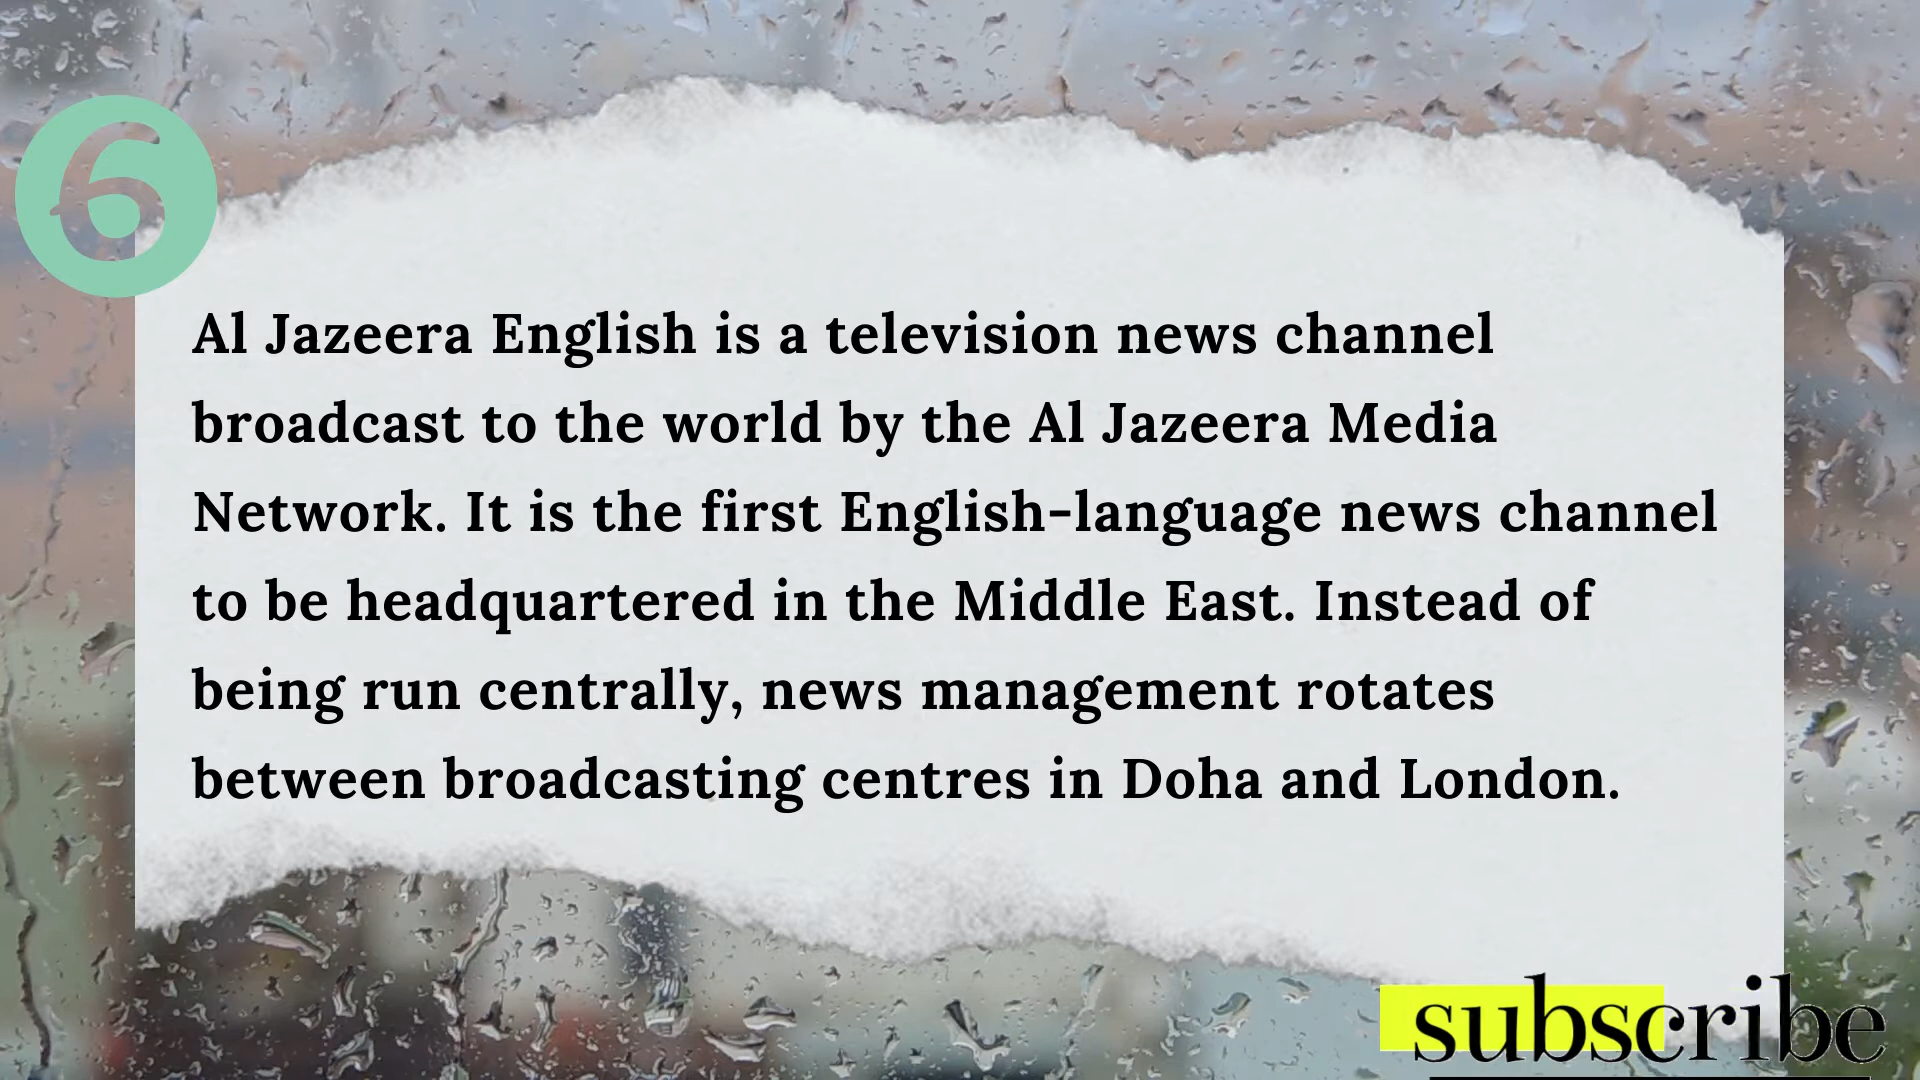 6
Al Jazeera English is a television news channel
broadcast to the world by the Al Jazeera Media
Network. It is the first English-language news channel
to be headquartered in the Middle East. Instead of
being run centrally, news management rotates
between broadcasting centres in Doha and London.
subscribe